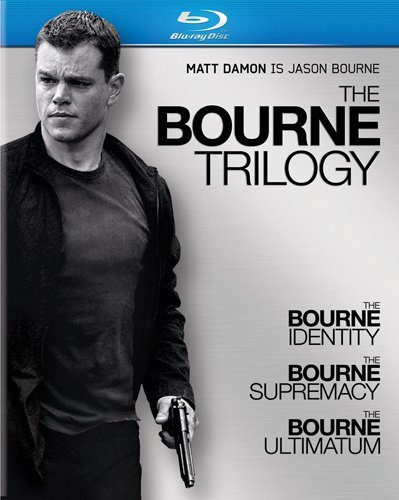 Blu-ray Disc
MATT DAMON IS JASON BOURNE
THE
BOURNE
TRILOGY
THE
BOURNE
IDENTITY
THE
BOURNE
SUPREMACY
THE
BOURNE
ULTIMATUM